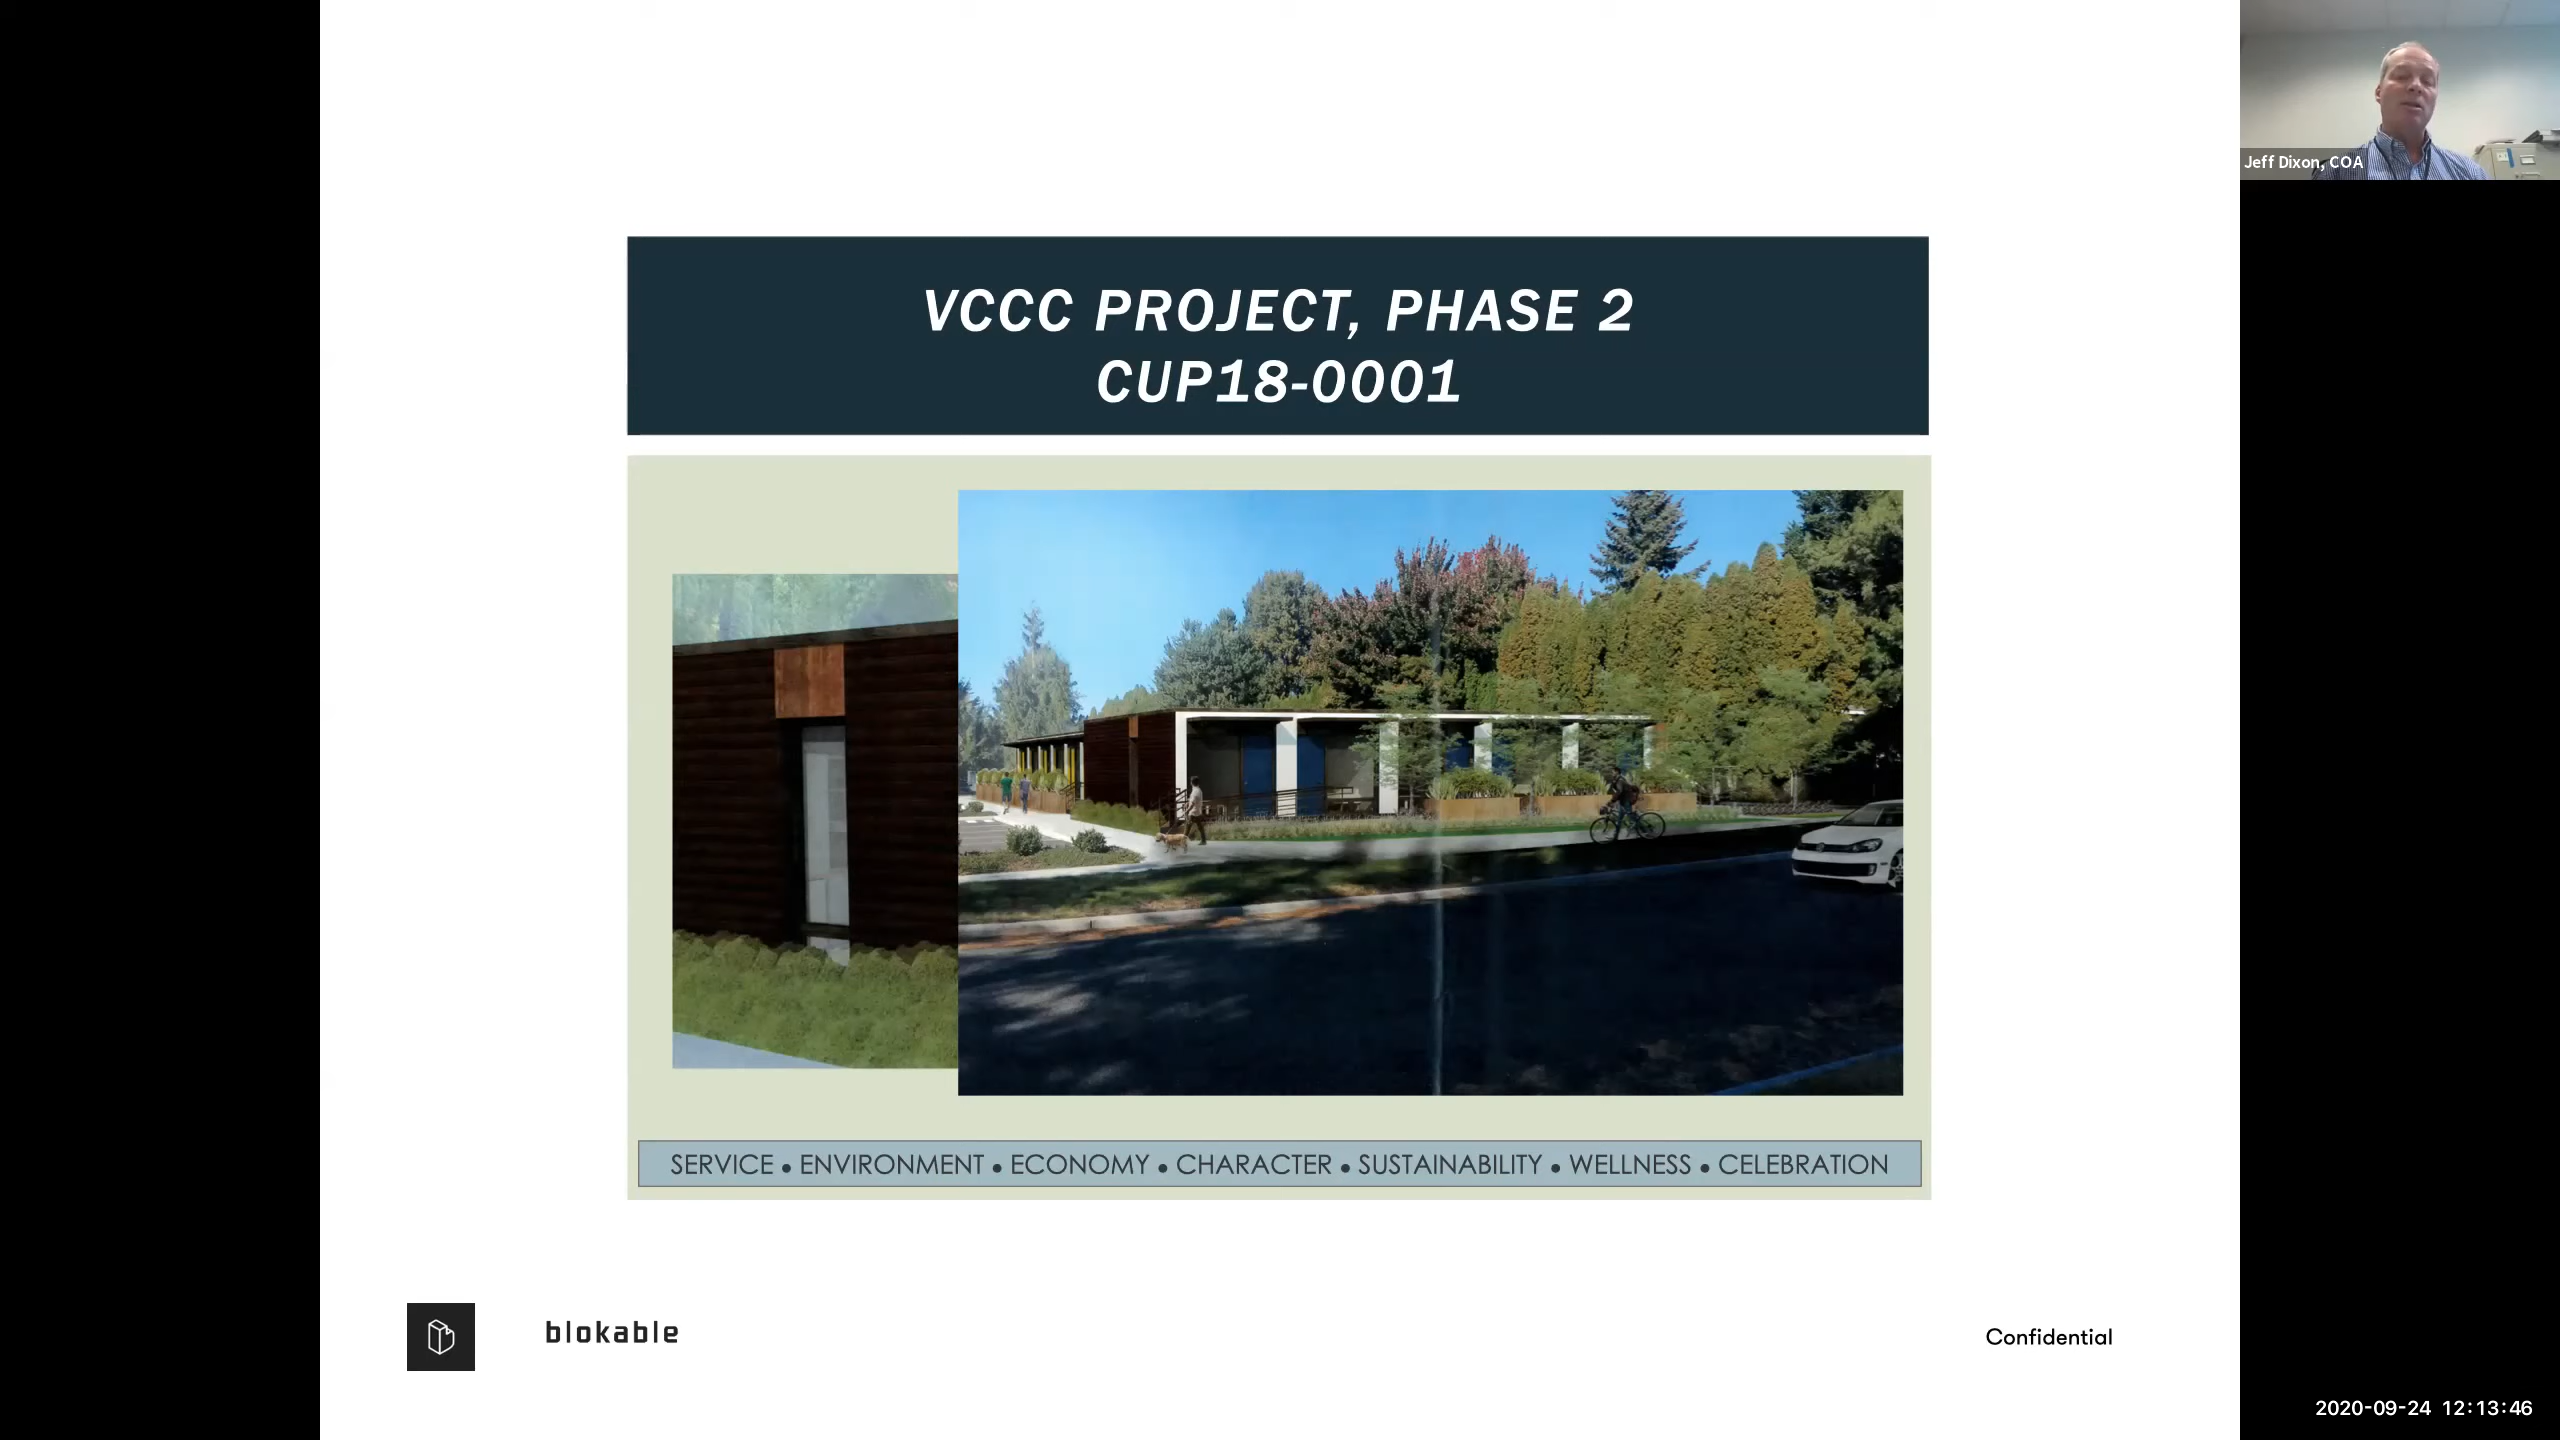 Jeff Dixon, COA
VCCC PROJECT, PHASE 2
CUP18-0001
SERVICE • ENVIRONMENT • ECONOMY • CHARACTER • SUSTAINABILITY • WELLNESS • CELEBRATION
blokable
Confidential
2020-09-24 12:13:46